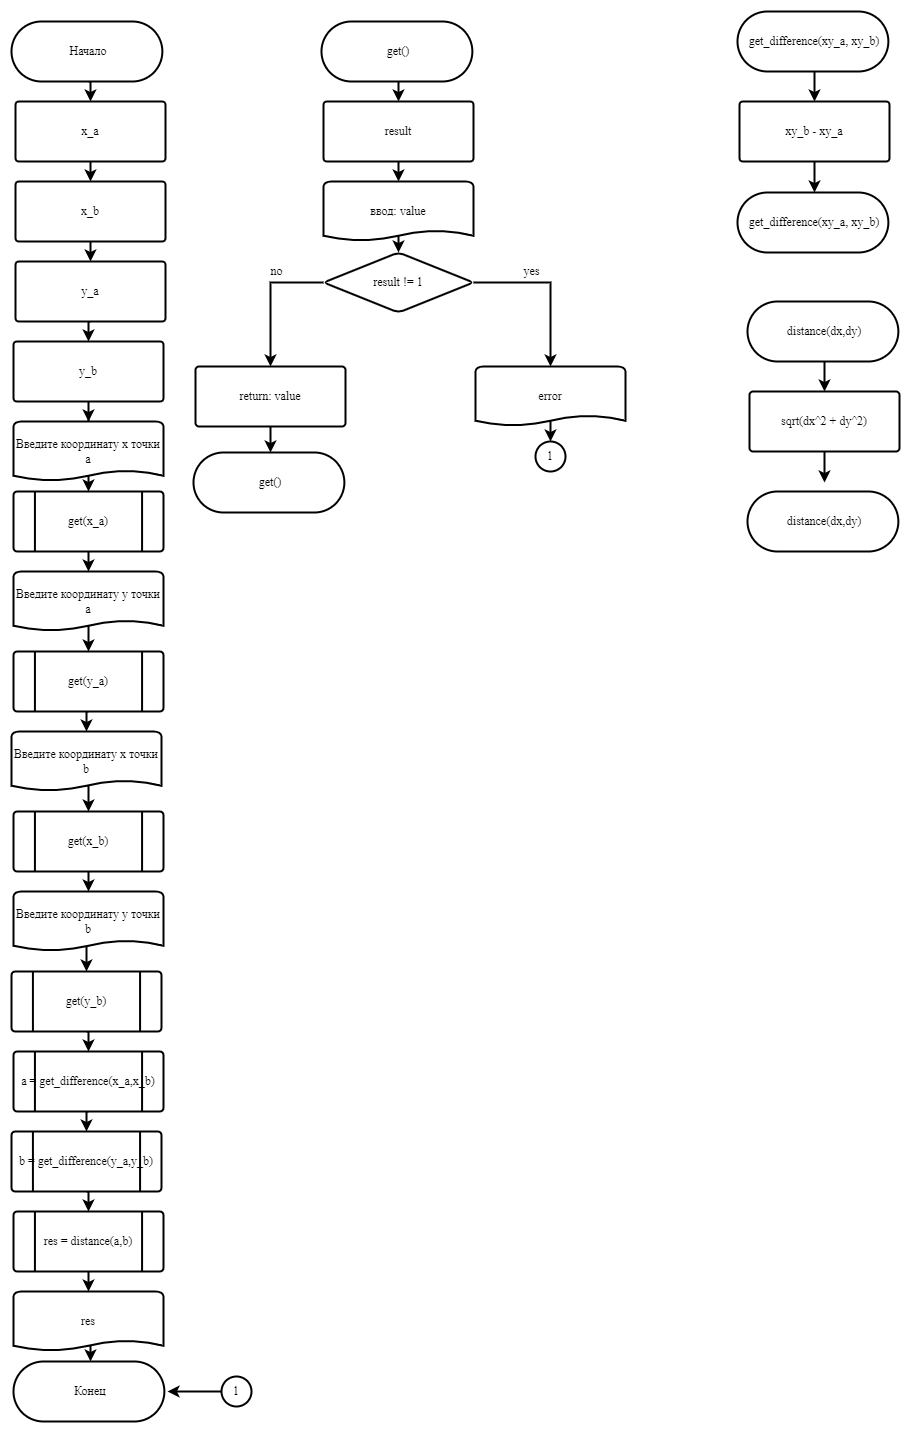 Начало
x_a
x_b
y_a
y_b
Введите координату x точки
a
get(x_a)
Введите координату y точки
a
get(y_a)
Введите координату x точки
b
get(x_b)
Введите координату y точки
b
get(y_b)
a = get_difference(x_a,x_b)
b = get_difference(y_a,y_b)
res = distance(a,b)
res
Конец
1
get()
result
ввод: value
result != 1
no
yes
return: value
get()
error
1
get_difference(xy_a, xy_b)
xy_b - xy_a
get_difference(xy_a, xy_b)
distance(dx,dy)
sqrt(dx^2 + dy^2)
distance(dx,dy)